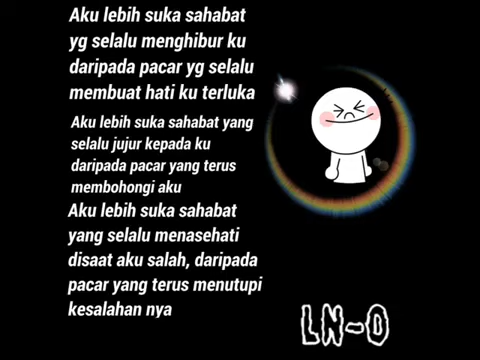 Aku lebih suka sahabat
yg selalu menghibur ku
daripada pacar yg selalu
membuat hati ku terluka
Aku lebih suka sahabat yang
selalu jujur kepada ku
daripada pacar yang terus
membohongi aku
Aku lebih suka sahabat
yang selalu menasehati
disaat aku salah, daripada
pacar yang terus menutupi
kesalahan nya
LN-O